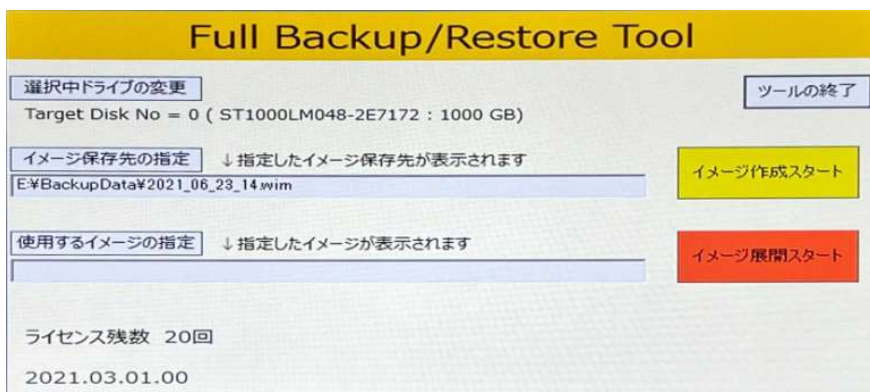 Full Backup/Restore Tool
選択中ドライブの変更
ツールの終了
Target Disk No = 0 ( ST1000LM048-2E7172 : 1000 GB)
イメージ保存先の指定 ↓指定したイメージ保存先が表示されます
イメージ作成スタート
E:¥BackupData¥2021_06_23_14.wim
使用するイメージの指定 ↓指定したイメージが表示されます
イメージ展開スタート
ライセンス残数 20回
2021.03.01.00